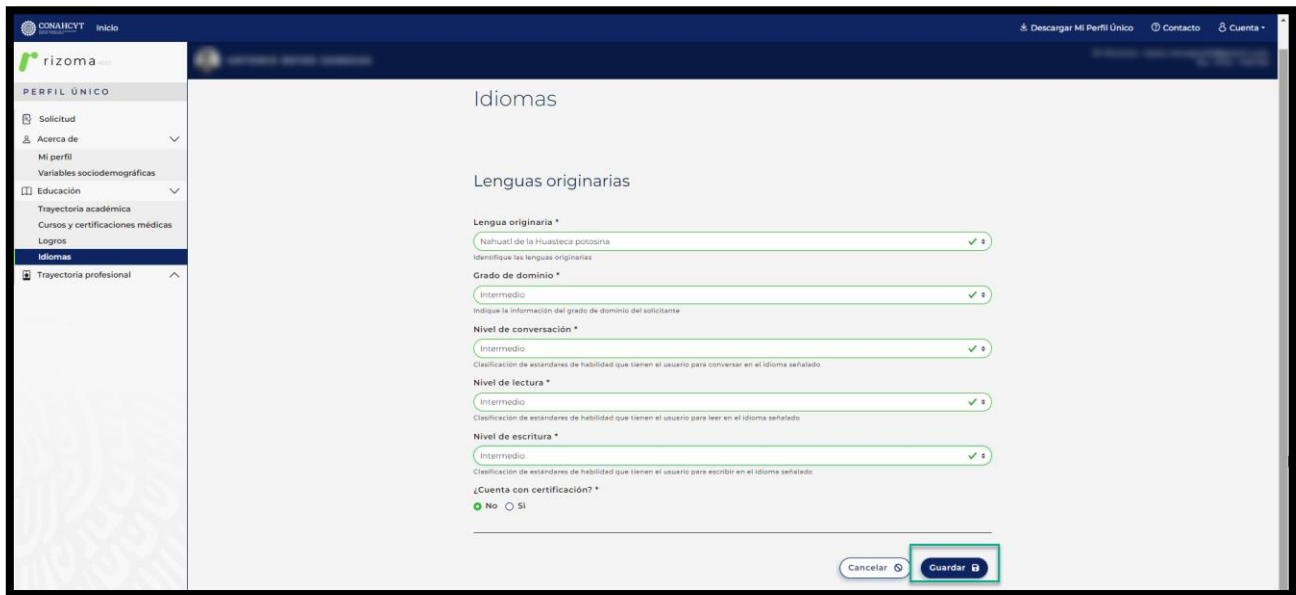 CONAHCYT Inicio
Descargar Mi Perfil Único Contacto Cuenta
rizoma
PERFIL ÚNICO
Solicitud
Acerca de
Mi perfil
Variables sociodemográficas
Educación
Trayectoria académica
Cursos y certificaciones médicas
Logros
Idiomas
Trayectoria profesional
Idiomas
Lenguas originarias
Lengua originaria *
Nahuatl de la Huasteca potosina
Identifique las lenguas originarias
Grado de dominio *
Intermedio
Indique la información del grado de dominio del solicitante
Nivel de conversación *
Intermedio
Clasificación de estándares de habilidad que tienen el usuario para conversar en el idioma señalado
Nivel de lectura *
Intermedio
Clasificación de estándares de habilidad que tienen el usuario para leer en el idioma señalado
Nivel de escritura *
Intermedio
Clasificación de estándares de habilidad que tienen el usuario para escribir en el idioma señalado
¿Cuenta con certificación? *
No Sí
Cancelar Guardar